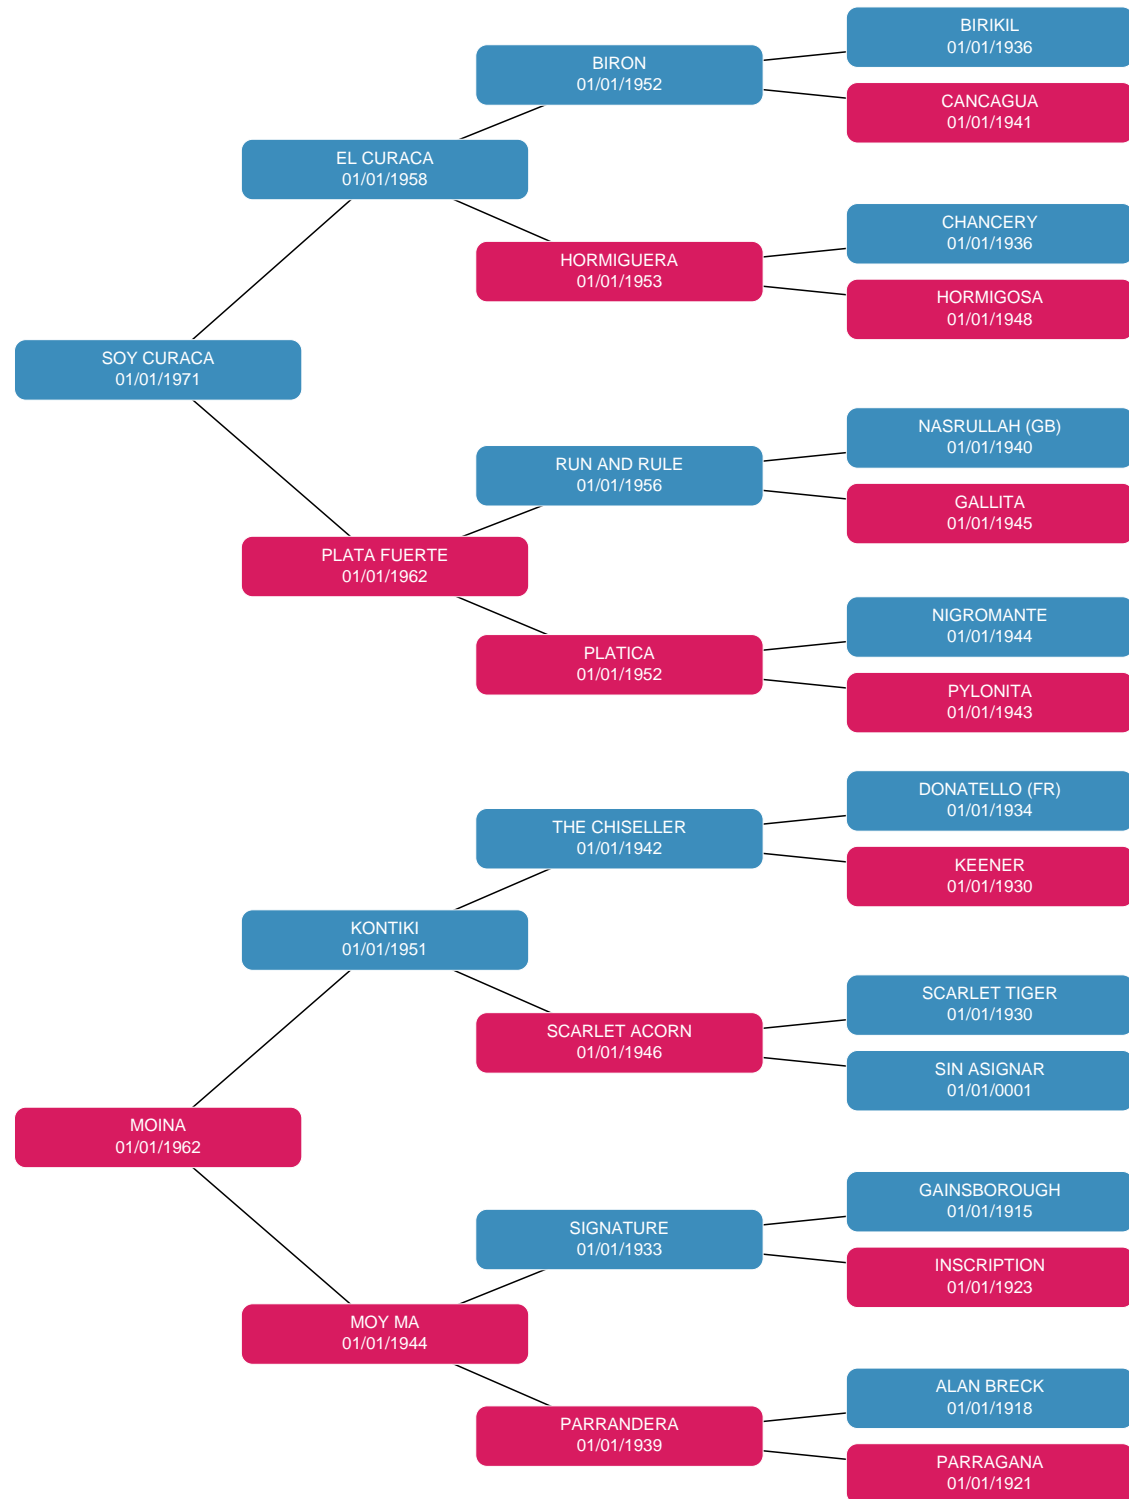 BIRIKIL
01/01/1936
BIRON
01/01/1952
CANCAGUA
01/01/1941
EL CURACA
01/01/1958
CHANCERY
01/01/1936
HORMIGUERA
01/01/1953
HORMIGOSA
01/01/1948
SOY CURACA
01/01/1971
NASRULLAH (GB)
01/01/1940
RUN AND RULE
01/01/1956
GALLITA
01/01/1945
PLATA FUERTE
01/01/1962
NIGROMANTE
01/01/1944
PLATICA
01/01/1952
PYLONITA
01/01/1943
DONATELLO (FR)
01/01/1934
THE CHISELLER
01/01/1942
KEENER
01/01/1930
KONTIKI
01/01/1951
SCARLET TIGER
01/01/1930
SCARLET ACORN
01/01/1946
SIN ASIGNAR
01/01/0001
MOINA
01/01/1962
GAINSBOROUGH
01/01/1915
SIGNATURE
01/01/1933
INSCRIPTION
01/01/1923
MOY MA
01/01/1944
ALAN BRECK
01/01/1918
PARRANDERA
01/01/1939
PARRAGANA
01/01/1921